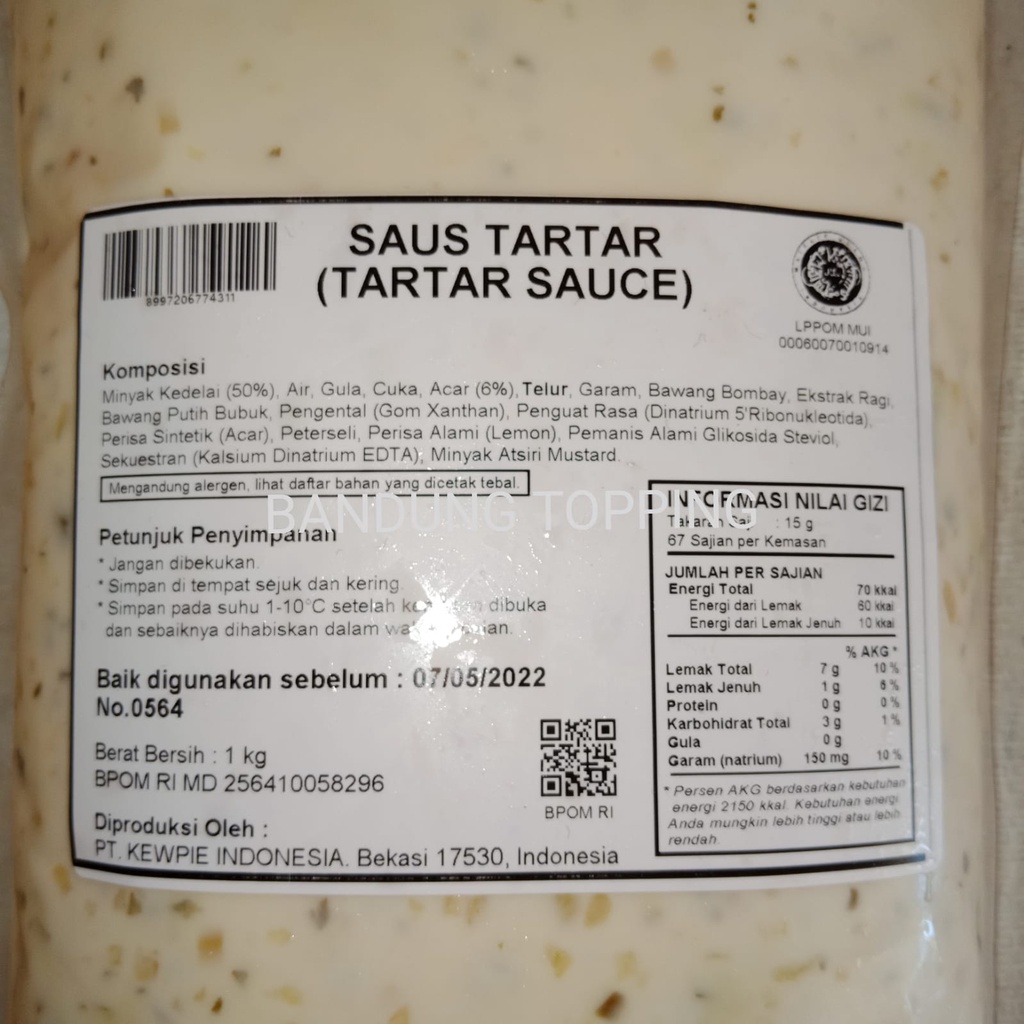 8997206774311
SAUS TARTAR
(TARTAR SAUCE)
LPPOM MUI
00060070010914
Komposisi
Minyak Kedelai (50%), Air, Gula, Cuka, Acar (6%), Telur, Garam, Bawang Bombay, Ekstrak Ragi,
Bawang Putih Bubuk, Pengental (Gom Xanthan), Penguat Rasa (Dinatrium 5'Ribonukleotida),
Perisa Sintetik (Acar), Peterseli, Perisa Alami (Lemon), Pemanis Alami Glikosida Steviol,
Sekuestran (Kalsium Dinatrium EDTA), Minyak Atsiri Mustard.
Mengandung alergen, lihat daftar bahan yang dicetak tebal.
BANDUNG TOPPING
Petunjuk Penyimpanan
* Jangan dibekukan.
* Simpan di tempat sejuk dan kering.
* Simpan pada suhu 1-10°C setelah dibuka
dan sebaiknya dihabiskan dalam
Baik digunakan sebelum : 07/05/2022
No.0564
Berat Bersih : 1 kg
BPOM RI MD 256410058296
BPOM RI
Diproduksi Oleh :
PT. KEWPIE INDONESIA. Bekasi 17530, Indonesia
INFORMASI NILAI GIZI
Takaran : 15 g
67 Sajian per Kemasan
JUMLAH PER SAJIAN
Energi Total 70 kkal
Energi dari Lemak 60 kkal
Energi dari Lemak Jenuh 10 kkal
% AKG *
Lemak Total 7 g 10 %
Lemak Jenuh 1 g 6 %
Protein 0 g 0 %
Karbohidrat Total 3 g 1 %
Gula 0 g
Garam (natrium) 150 mg 10 %
* Persen AKG berdasarkan kebutuhan
energi 2150 kkal. Kebutuhan energi
Anda mungkin lebih tinggi atau lebih
rendah.